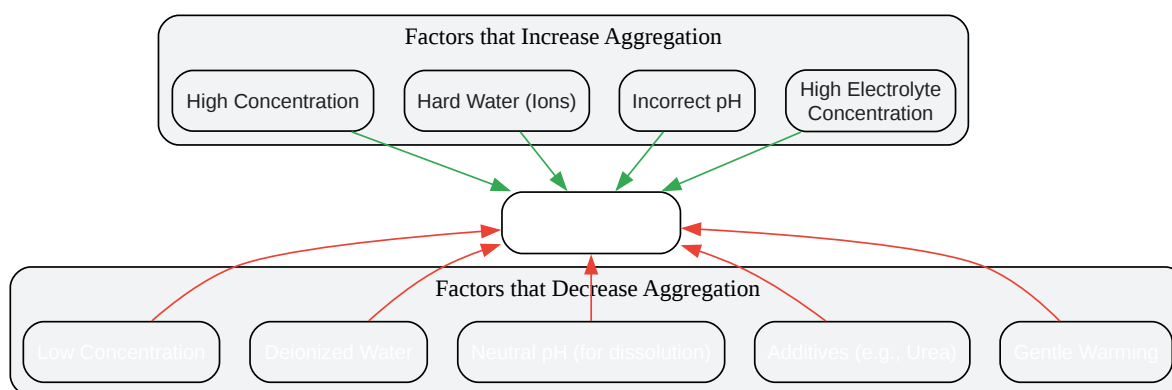 Factors that Increase Aggregation
High Concentration
Hard Water (Ions)
Incorrect pH
High Electrolyte
Concentration
Factors that Decrease Aggregation
Low Concentration
Deionized Water
Neutral pH (for dissolution)
Additives (e.g., Urea)
Gentle Warming